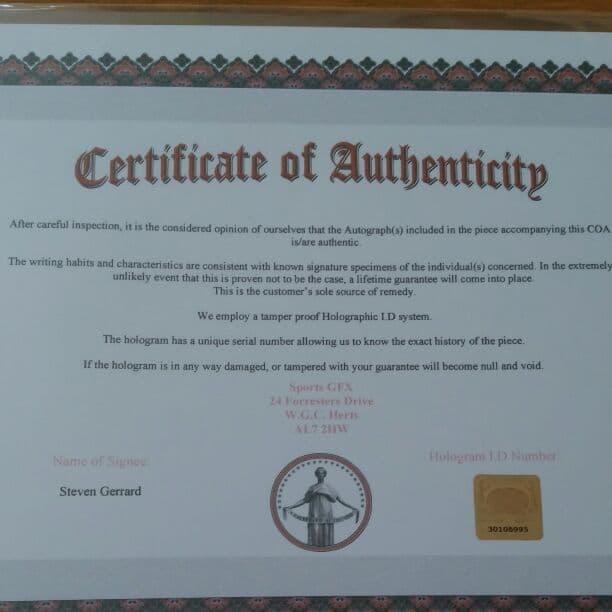 Certificate of Authenticity
After careful inspection, it is the considered opinion of ourselves that the Autograph(s) included in the piece accompanying this COA
is/are authentic.
The writing habits and characteristics are consistent with known signature specimens of the individual(s) concerned. In the extremely
unlikely event that this is proven not to be the case, a lifetime guarantee will come into place.
This is the customer's sole source of remedy.
We employ a tamper proof Holographic I.D system.
The hologram has a unique serial number allowing us to know the exact history of the piece.
If the hologram is in any way damaged, or tampered with your guarantee will become null and void.
Sports GFX
24 Forresters Drive
W.G.C. Herts
AL7 2HW
Name of Signee:
Hologram I.D Number
Steven Gerrard
30106995